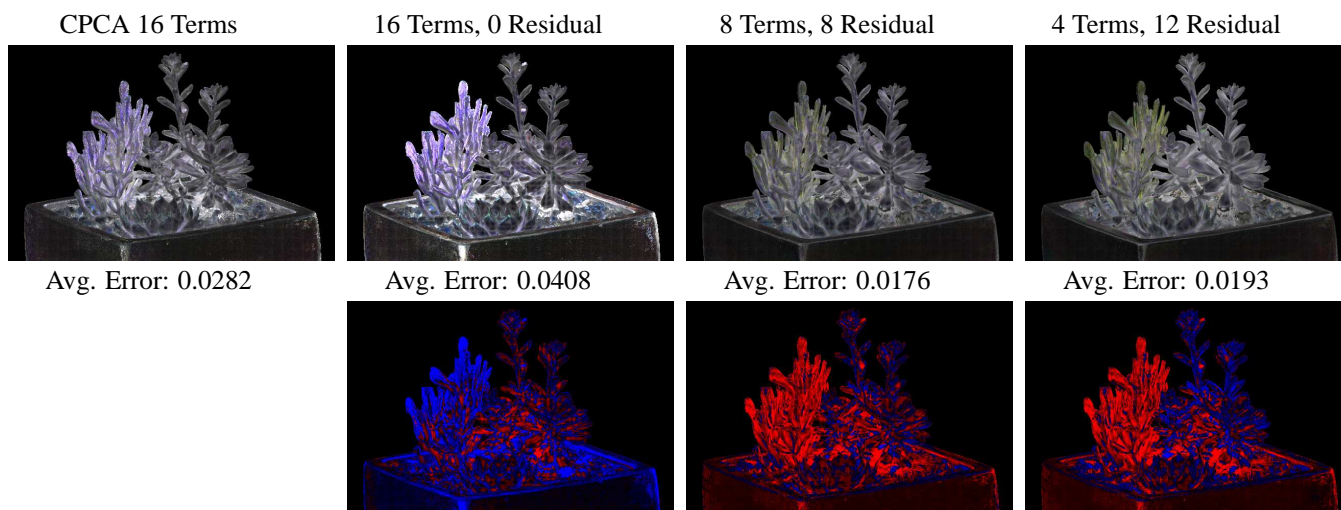 CPCA 16 Terms
16 Terms, 0 Residual
8 Terms, 8 Residual
4 Terms, 12 Residual
Avg. Error: 0.0282
Avg. Error: 0.0408
Avg. Error: 0.0176
Avg. Error: 0.0193